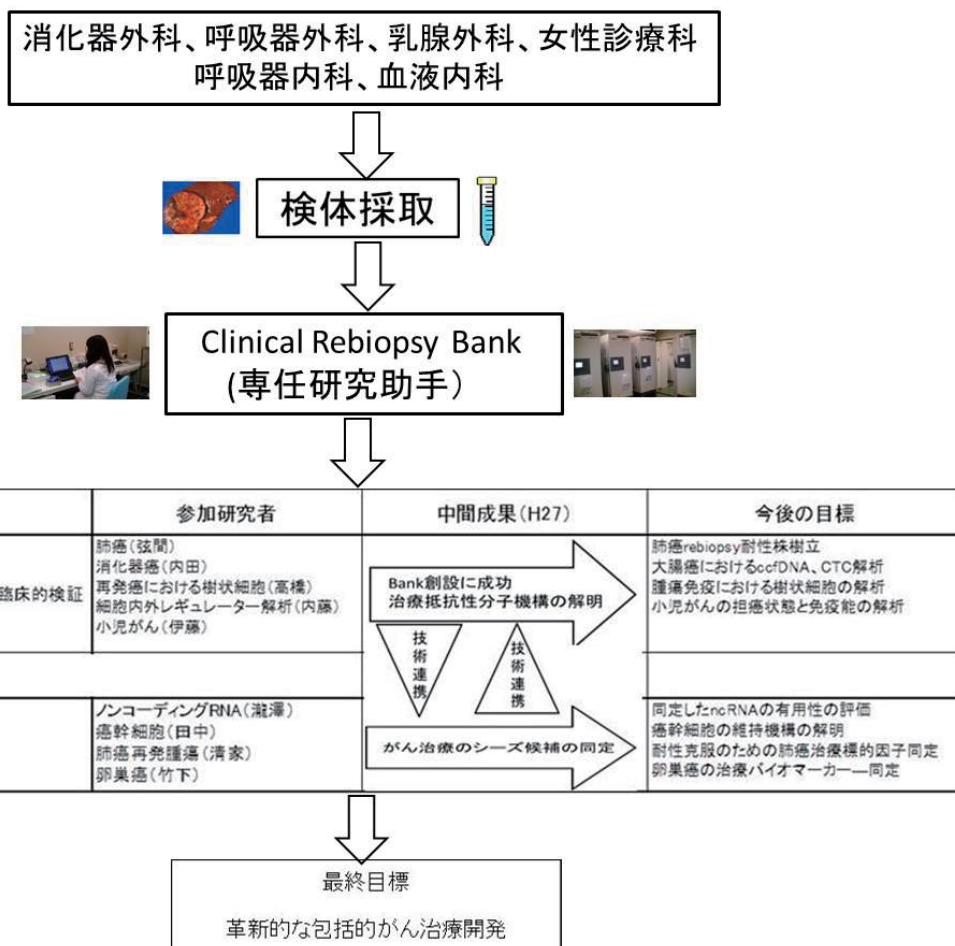 消化器外科、呼吸器外科、乳腺外科、女性診療科
呼吸器内科、血液内科
検体採取
Clinical Rebiopsy Bank
(専任研究助手）
参加研究者
中間成果(H27)
今後の目標
臨床的検証
肺癌(弦間)
消化器癌(内田)
再発癌における樹状細胞(高橋)
細胞内外レギュレーター解析(内藤)
小児がん(伊藤)
Bank創設に成功
治療抵抗性分子機構の解明
肺癌rebiopsy耐性株樹立
大腸癌におけるccfDNA、CTC解析
腫瘍免疫における樹状細胞の解析
小児がんの担癌状態と免疫能の解析
技術連携
技術連携
ノンコーディングRNA(瀧澤)
癌幹細胞(田中)
肺癌再発腫瘍(清家)
卵巣癌(竹下)
がん治療のシーズ候補の同定
同定したncRNAの有用性の評価
癌幹細胞の維持機構の解明
耐性克服のための肺癌治療標的因子同定
卵巣癌の治療バイオマーカー―同定
最終目標
革新的な包括的がん治療開発